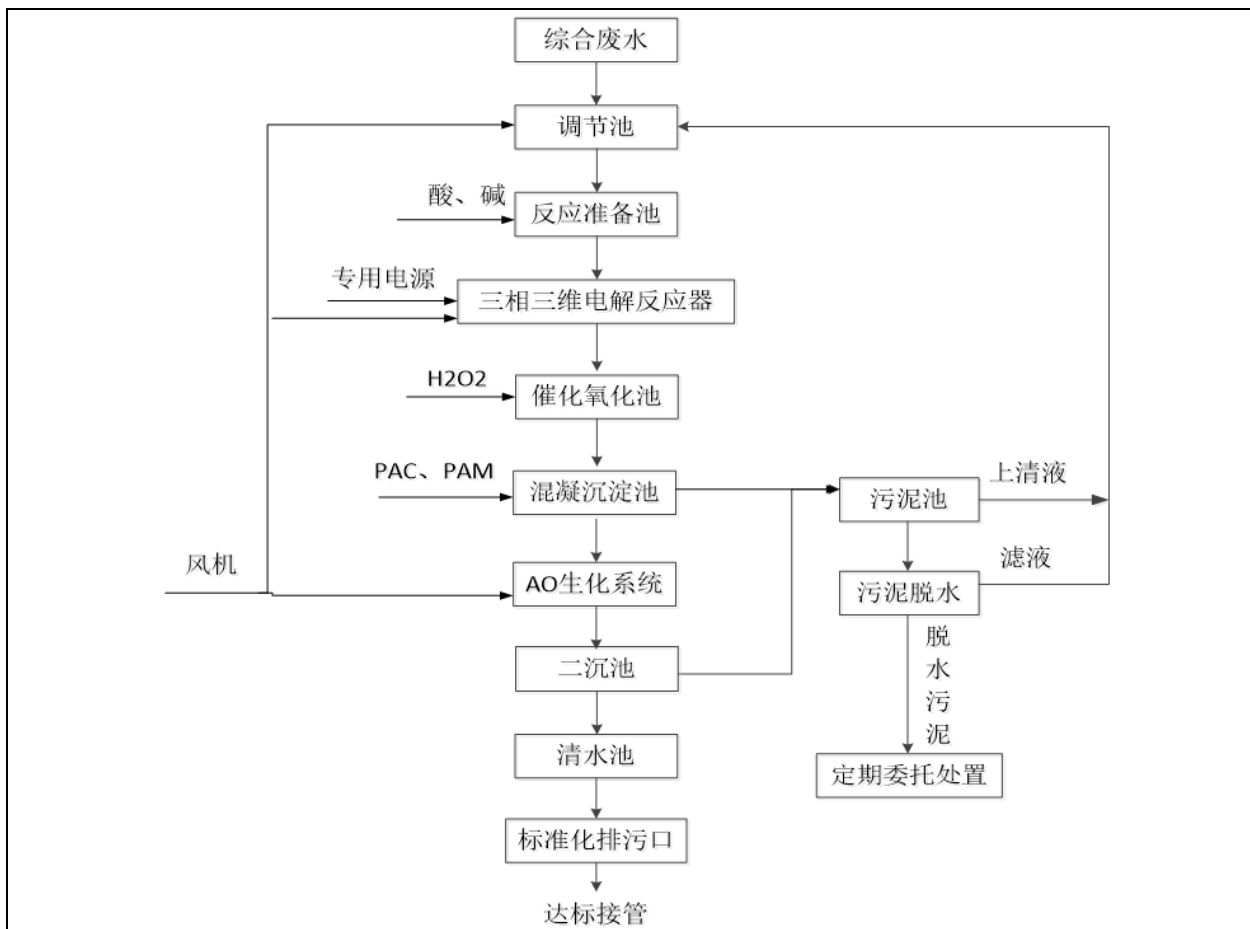 综合废水
调节池
酸、碱
反应准备池
专用电源
三相三维电解反应器
H2O2
催化氧化池
PAC、PAM
混凝沉淀池
污泥池
上清液
风机
AO生化系统
污泥脱水
滤液
二沉池
脱水污泥
清水池
定期委托处置
标准化排污口
达标接管